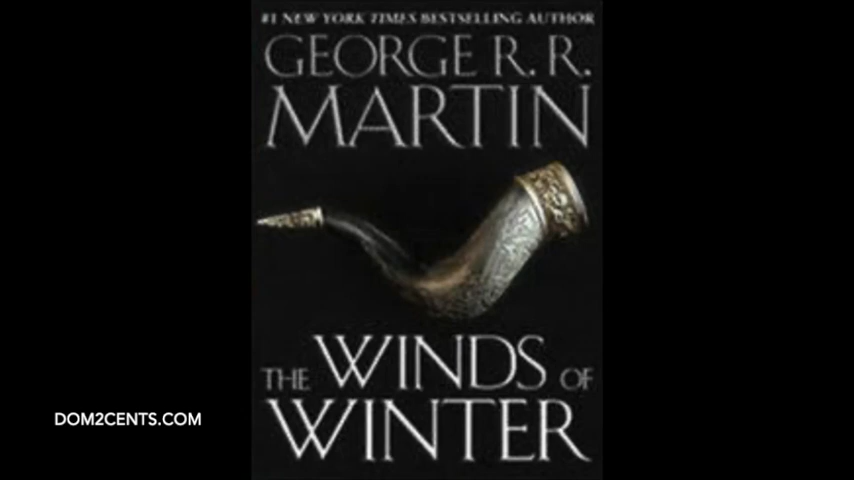 #1 NEW YORK TIMES BESTSELLING AUTHOR
GEORGE R. R.
MARTIN
THE WINDS OF
WINTER
DOM2CENTS.COM